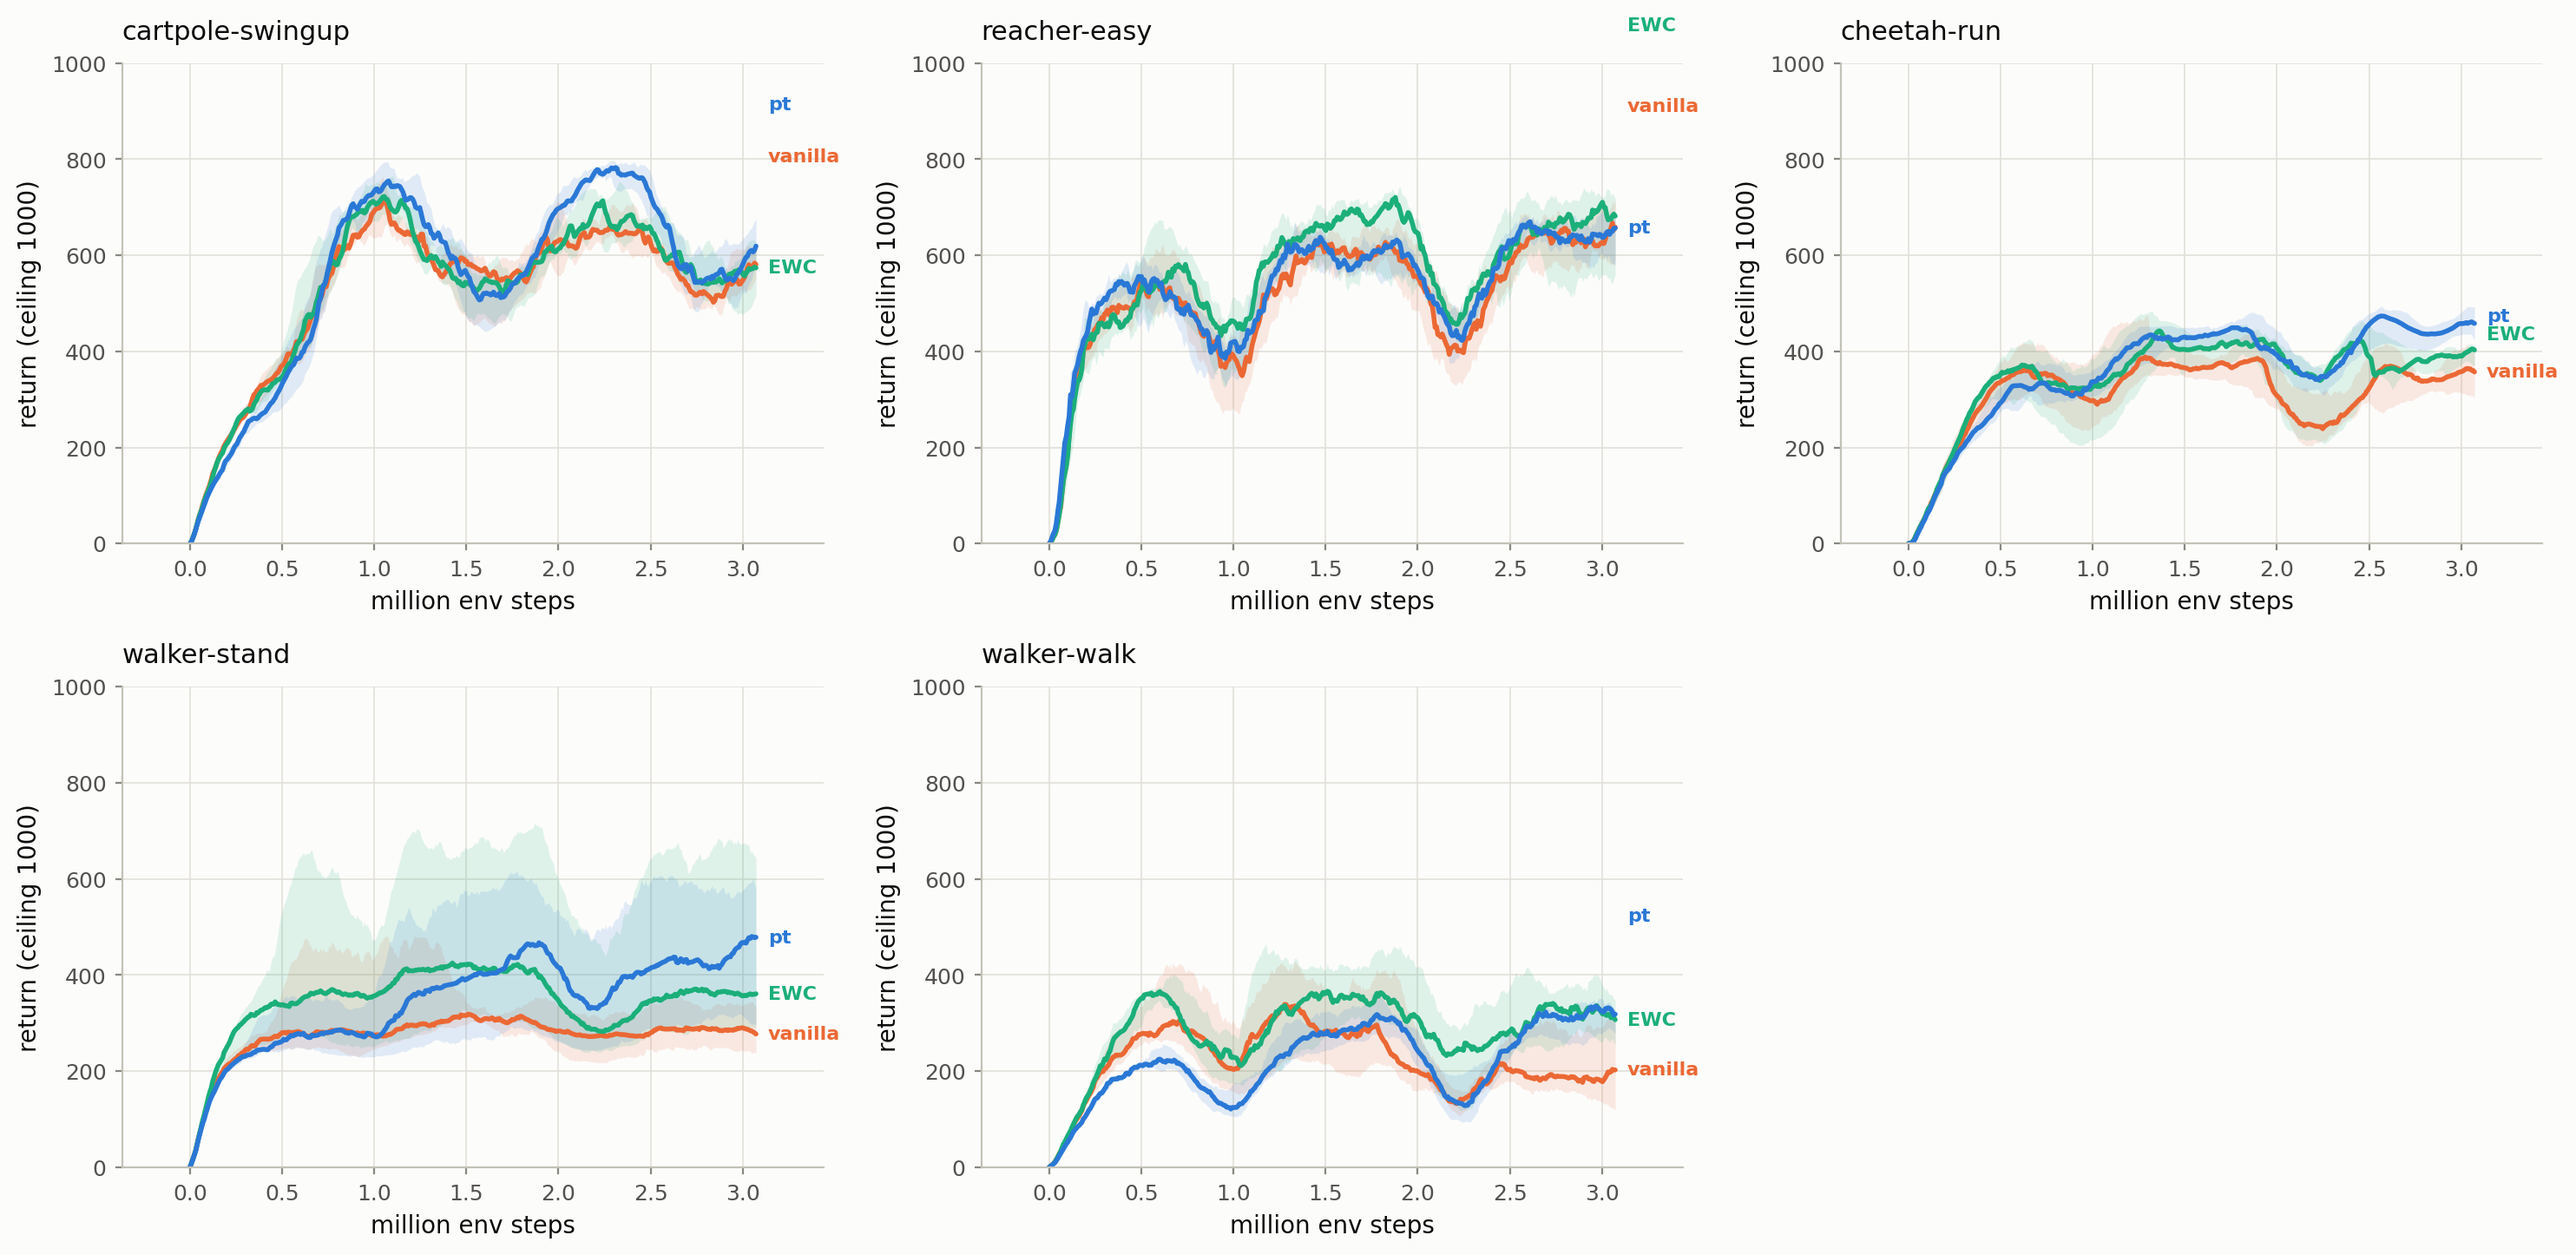 cartpole-swingup
1000
800
600
400
200
0
return (ceiling 1000)
0.0 0.5 1.0 1.5 2.0 2.5 3.0
million env steps
pt
vanilla
EWC
reacher-easy
1000
800
600
400
200
0
return (ceiling 1000)
0.0 0.5 1.0 1.5 2.0 2.5 3.0
million env steps
EWC
vanilla
pt
cheetah-run
1000
800
600
400
200
0
return (ceiling 1000)
0.0 0.5 1.0 1.5 2.0 2.5 3.0
million env steps
pt
EWC
vanilla
walker-stand
1000
800
600
400
200
0
return (ceiling 1000)
0.0 0.5 1.0 1.5 2.0 2.5 3.0
million env steps
pt
EWC
vanilla
walker-walk
1000
800
600
400
200
0
return (ceiling 1000)
0.0 0.5 1.0 1.5 2.0 2.5 3.0
million env steps
pt
EWC
vanilla